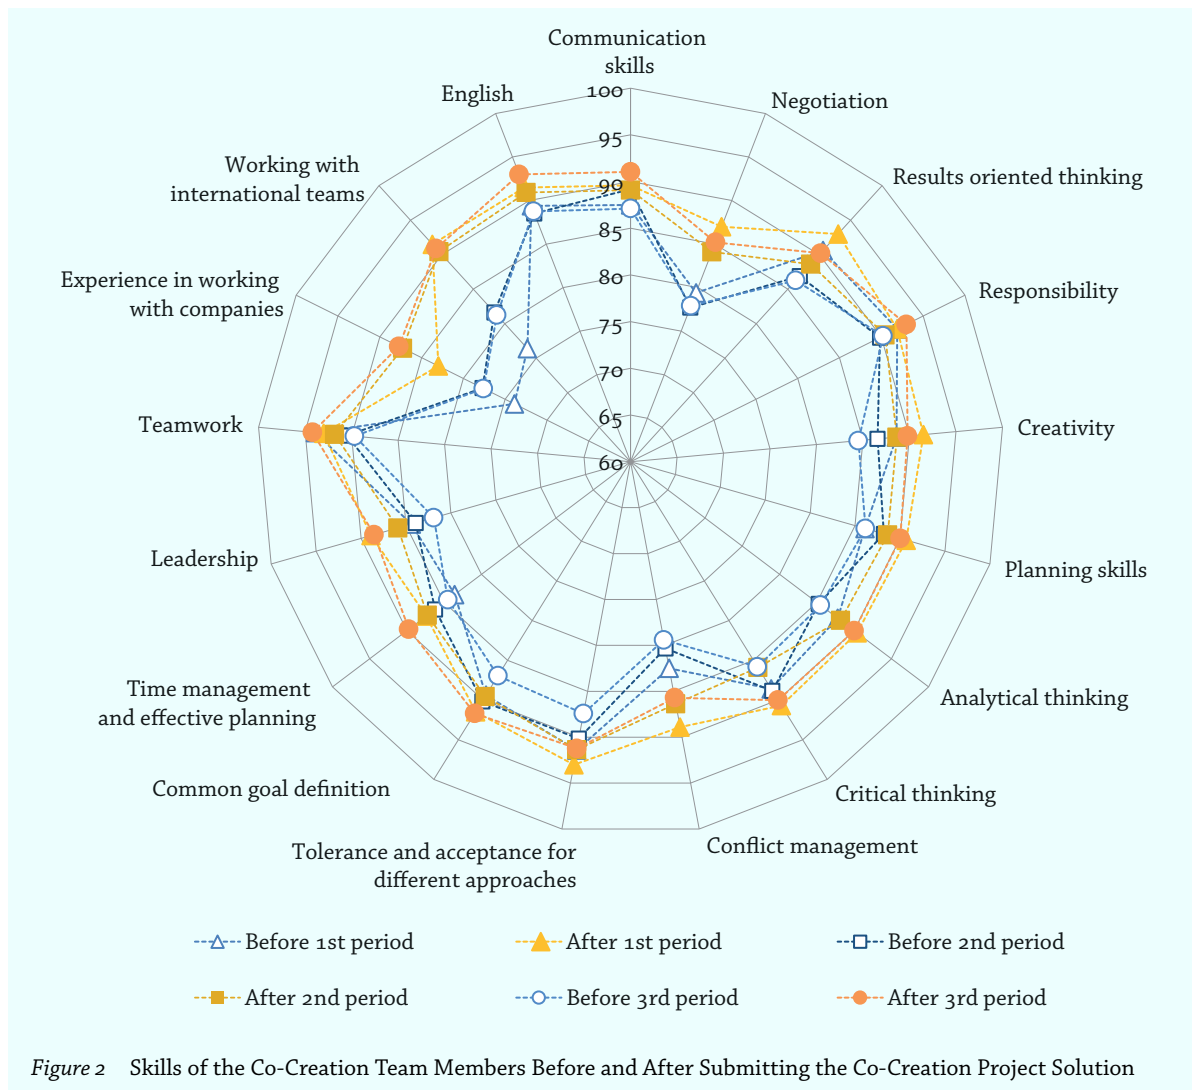 Communication
skills
100
English
Negotiation
95
Working with
international teams
90
Results oriented thinking
85
Experience in working
with companies
80
Responsibility
75
70
Teamwork
65
Creativity
60
Leadership
Planning skills
Time management
and effective planning
Analytical thinking
Common goal definition
Critical thinking
Tolerance and acceptance for
different approaches
Conflict management
Before 1st period
After 1st period
Before 2nd period
After 2nd period
Before 3rd period
After 3rd period
Figure 2 Skills of the Co-Creation Team Members Before and After Submitting the Co-Creation Project Solution